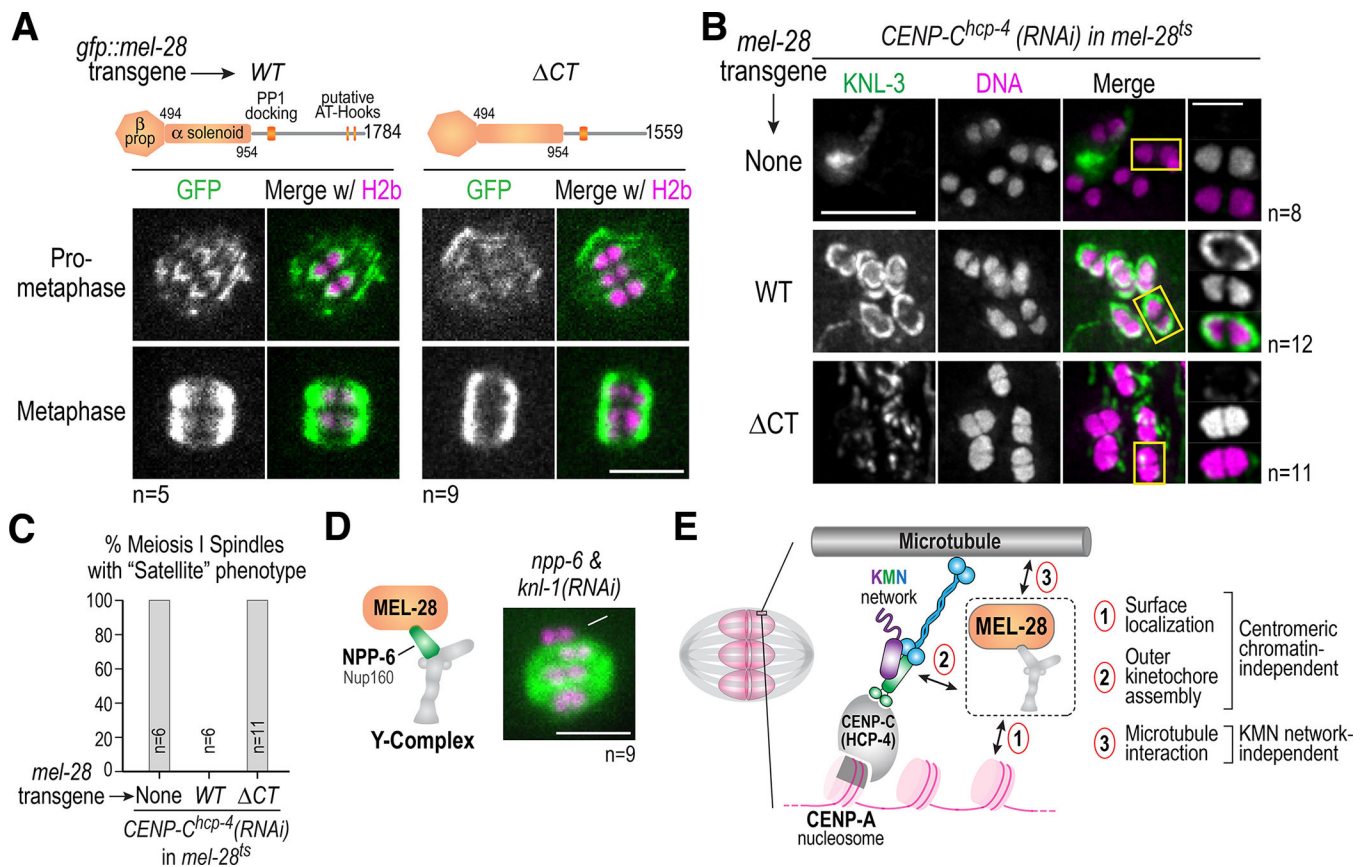 A
gfp::mel-28
transgene
WT
ΔCT
494
PP1
docking
putative
AT-Hooks
β
prop
α solenoid
954
1784
494
954
1559
GFP
Merge w/ H2b
GFP
Merge w/ H2b
Pro-
metaphase
Metaphase
n=5
n=9
B
mel-28
transgene
CENP-Chcp-4 (RNAi) in mel-28ts
KNL-3
DNA
Merge
None
n=8
WT
n=12
ΔCT
n=11
C
% Meiosis I Spindles
with "Satellite" phenotype
100
80
60
40
20
0
n=6
n=6
n=11
mel-28
transgene
None
WT
ΔCT
CENP-Chcp-4(RNAi)
in mel-28ts
D
MEL-28
NPP-6
Nup160
Y-Complex
npp-6 &
knl-1(RNAi)
n=9
E
Microtubule
KMN
network
3
MEL-28
2
CENP-C
(HCP-4)
1
CENP-A
nucleosome
1 Surface
localization
2 Outer
kinetochore
assembly
Centromeric
chromatin-
independent
3 Microtubule
interaction
KMN network-
independent